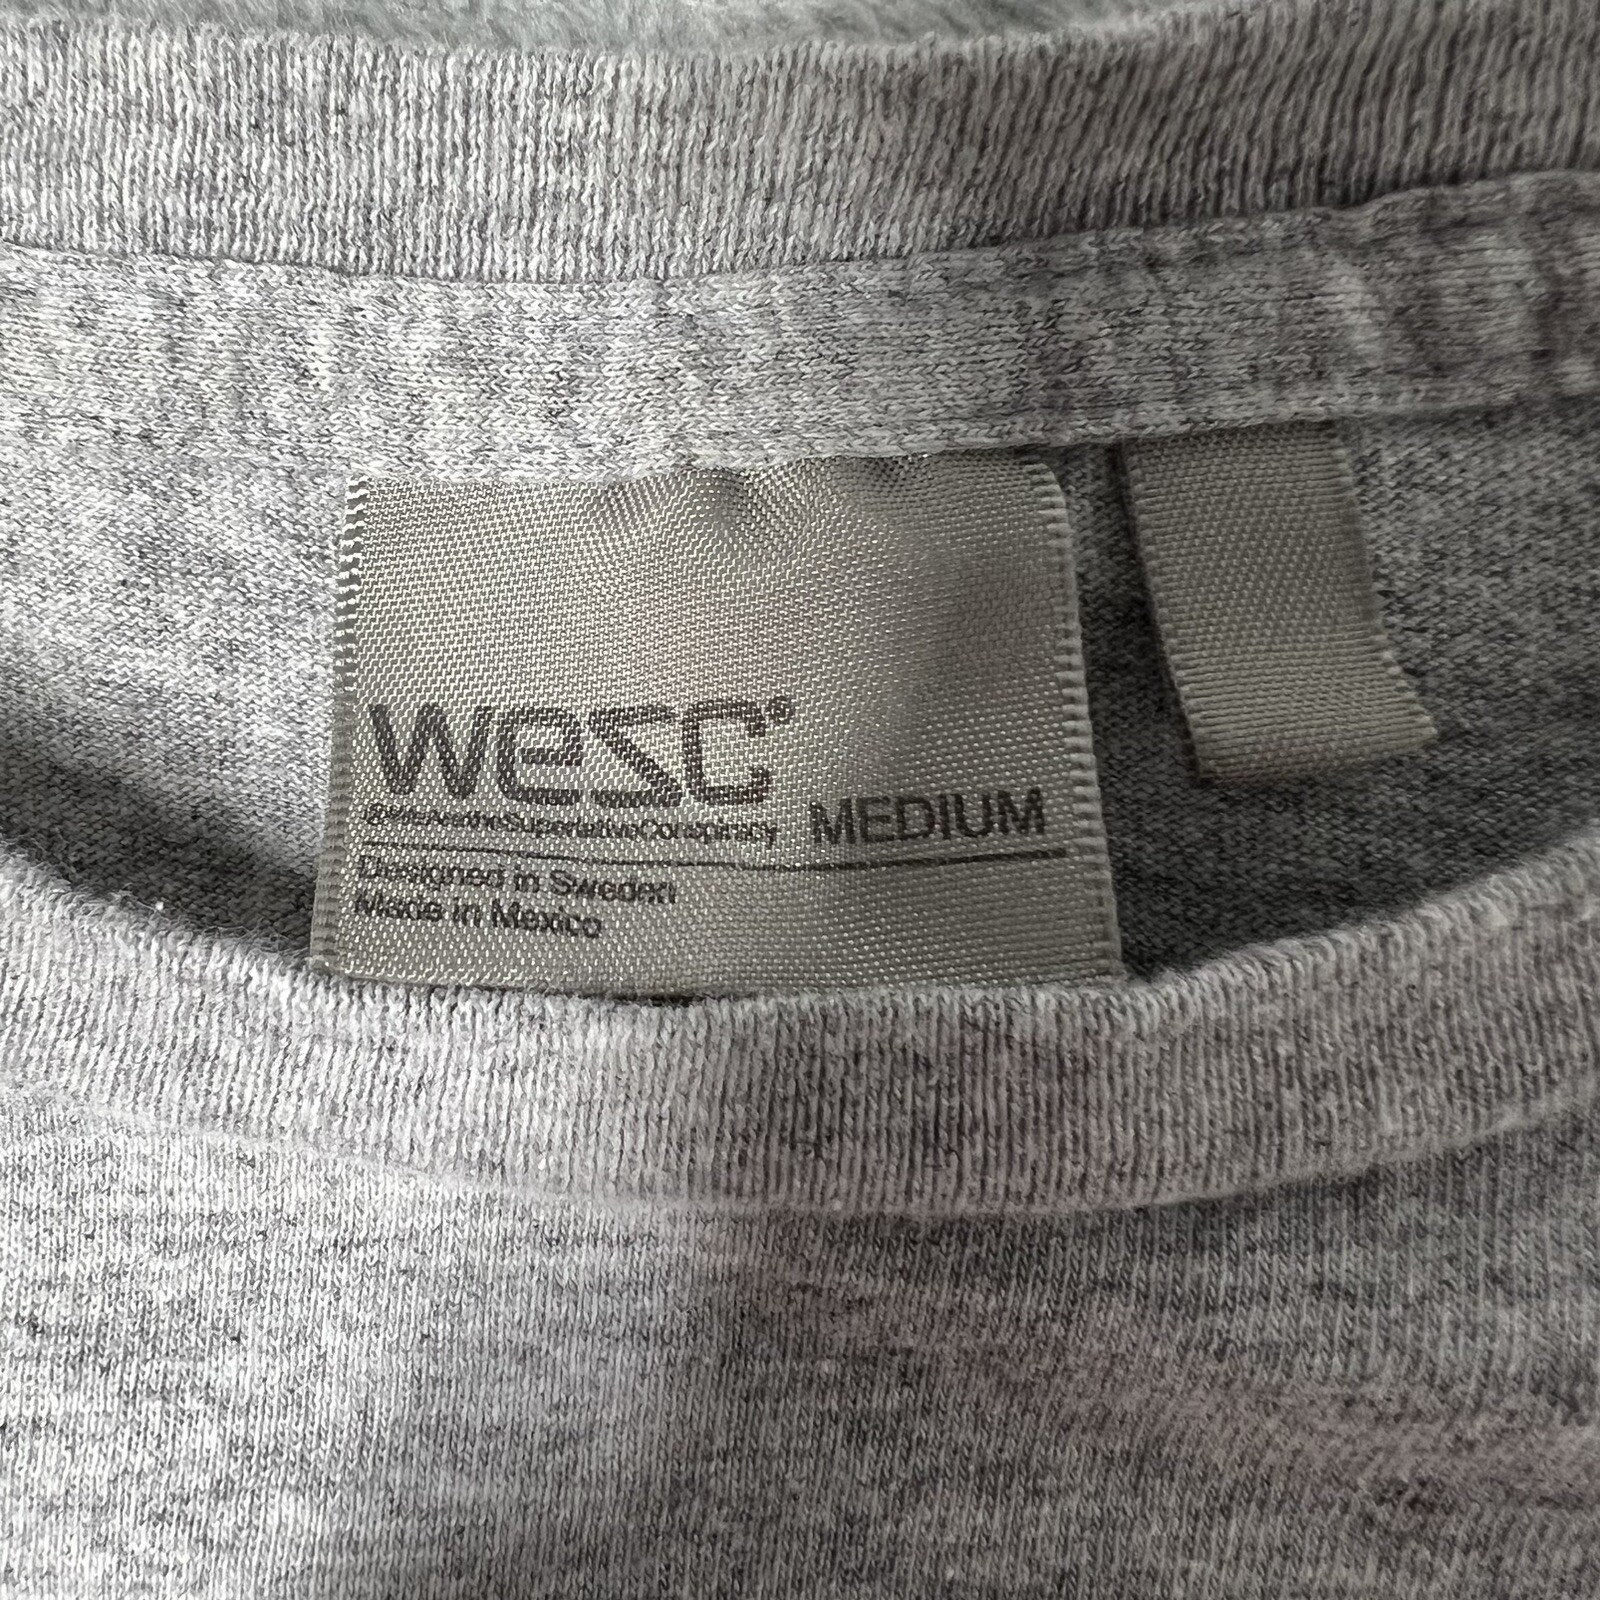 wesc®
@WeAretheSuperlativeConspiracy MEDIUM
Designed in Sweden
Made in Mexico